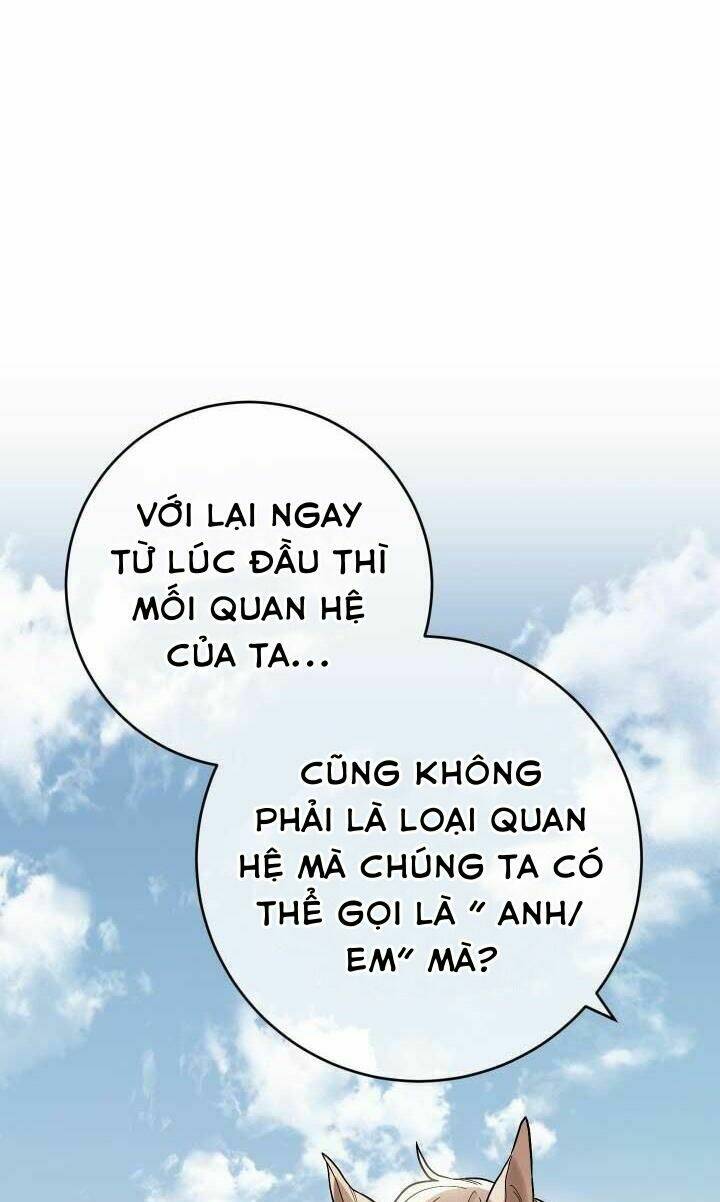 VỚI LẠI NGAY
TỪ LÚC ĐẦU THÌ
MỐI QUAN HỆ
CỦA TA...
CŨNG KHÔNG
PHẢI LÀ LOẠI QUAN
HỆ MÀ CHÚNG TA CÓ
THỂ GỌI LÀ " ANH/
EM" MÀ?